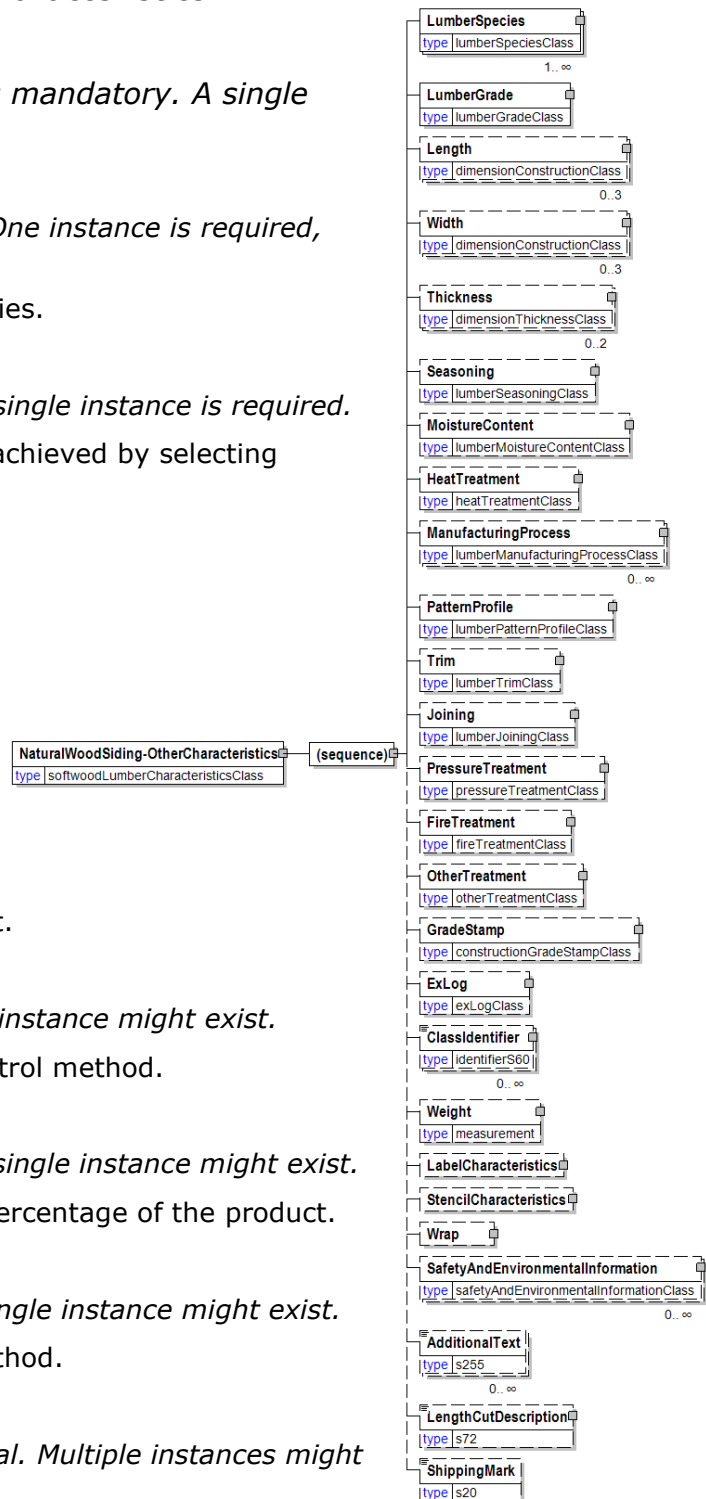 mandatory. A single
One instance is required,
ies.
single instance is required.
achieved by selecting
t.
instance might exist.
trol method.
single instance might exist.
ercentage of the product.
ngle instance might exist.
thod.
al. Multiple instances might
NaturalWoodSiding-OtherCharacteristics
type softwoodLumberCharacteristicsClass
(sequence)
LumberSpecies
type lumberSpeciesClass
1..∞
LumberGrade
type lumberGradeClass
Length
type dimensionConstructionClass
0..3
Width
type dimensionConstructionClass
0..3
Thickness
type dimensionThicknessClass
0..2
Seasoning
type lumberSeasoningClass
MoistureContent
type lumberMoistureContentClass
HeatTreatment
type heatTreatmentClass
ManufacturingProcess
type lumberManufacturingProcessClass
0..∞
PatternProfile
type lumberPatternProfileClass
Trim
type lumberTrimClass
Joining
type lumberJoiningClass
PressureTreatment
type pressureTreatmentClass
FireTreatment
type fireTreatmentClass
OtherTreatment
type otherTreatmentClass
GradeStamp
type constructionGradeStampClass
ExLog
type exLogClass
ClassIdentifier
type identifierS60
0..∞
Weight
type measurement
LabelCharacteristics
StencilCharacteristics
Wrap
SafetyAndEnvironmentalInformation
type safetyAndEnvironmentalInformationClass
0..∞
AdditionalText
type s255
0..∞
LengthCutDescription
type s72
ShippingMark
type s20